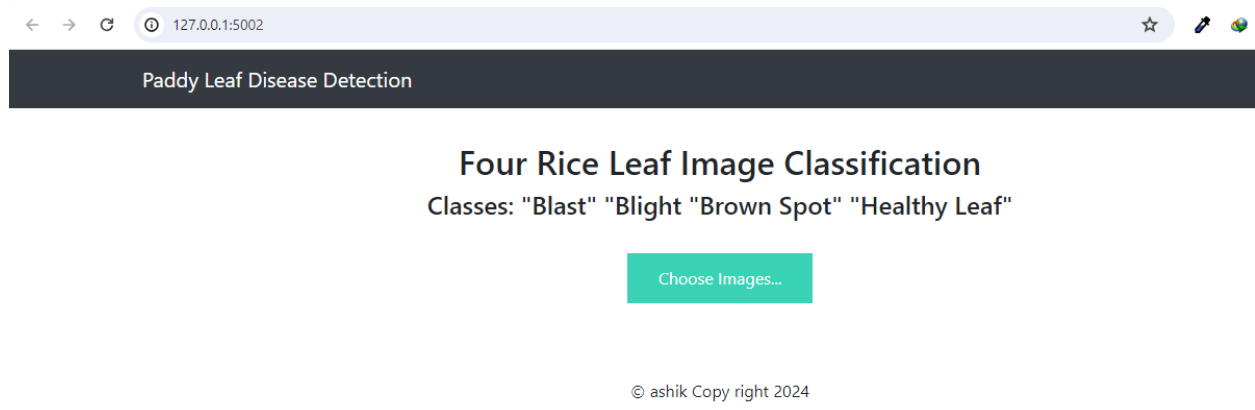 127.0.0.1:5002
Paddy Leaf Disease Detection
Four Rice Leaf Image Classification
Classes: "Blast" "Blight "Brown Spot" "Healthy Leaf"
Choose Images...
© ashik Copy right 2024